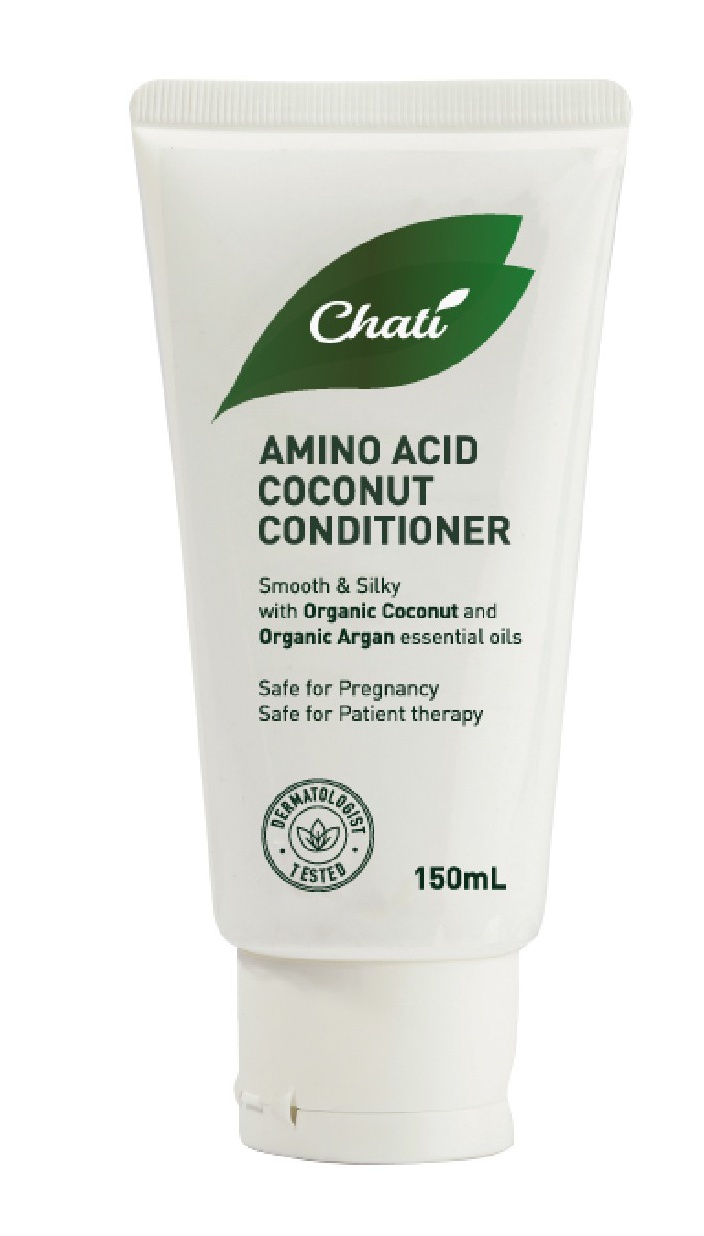 Chati
AMINO ACID
COCONUT
CONDITIONER
Smooth & Silky
with Organic Coconut and
Organic Argan essential oils
Safe for Pregnancy
Safe for Patient therapy
DERMATOLOGIST
TESTED
150mL